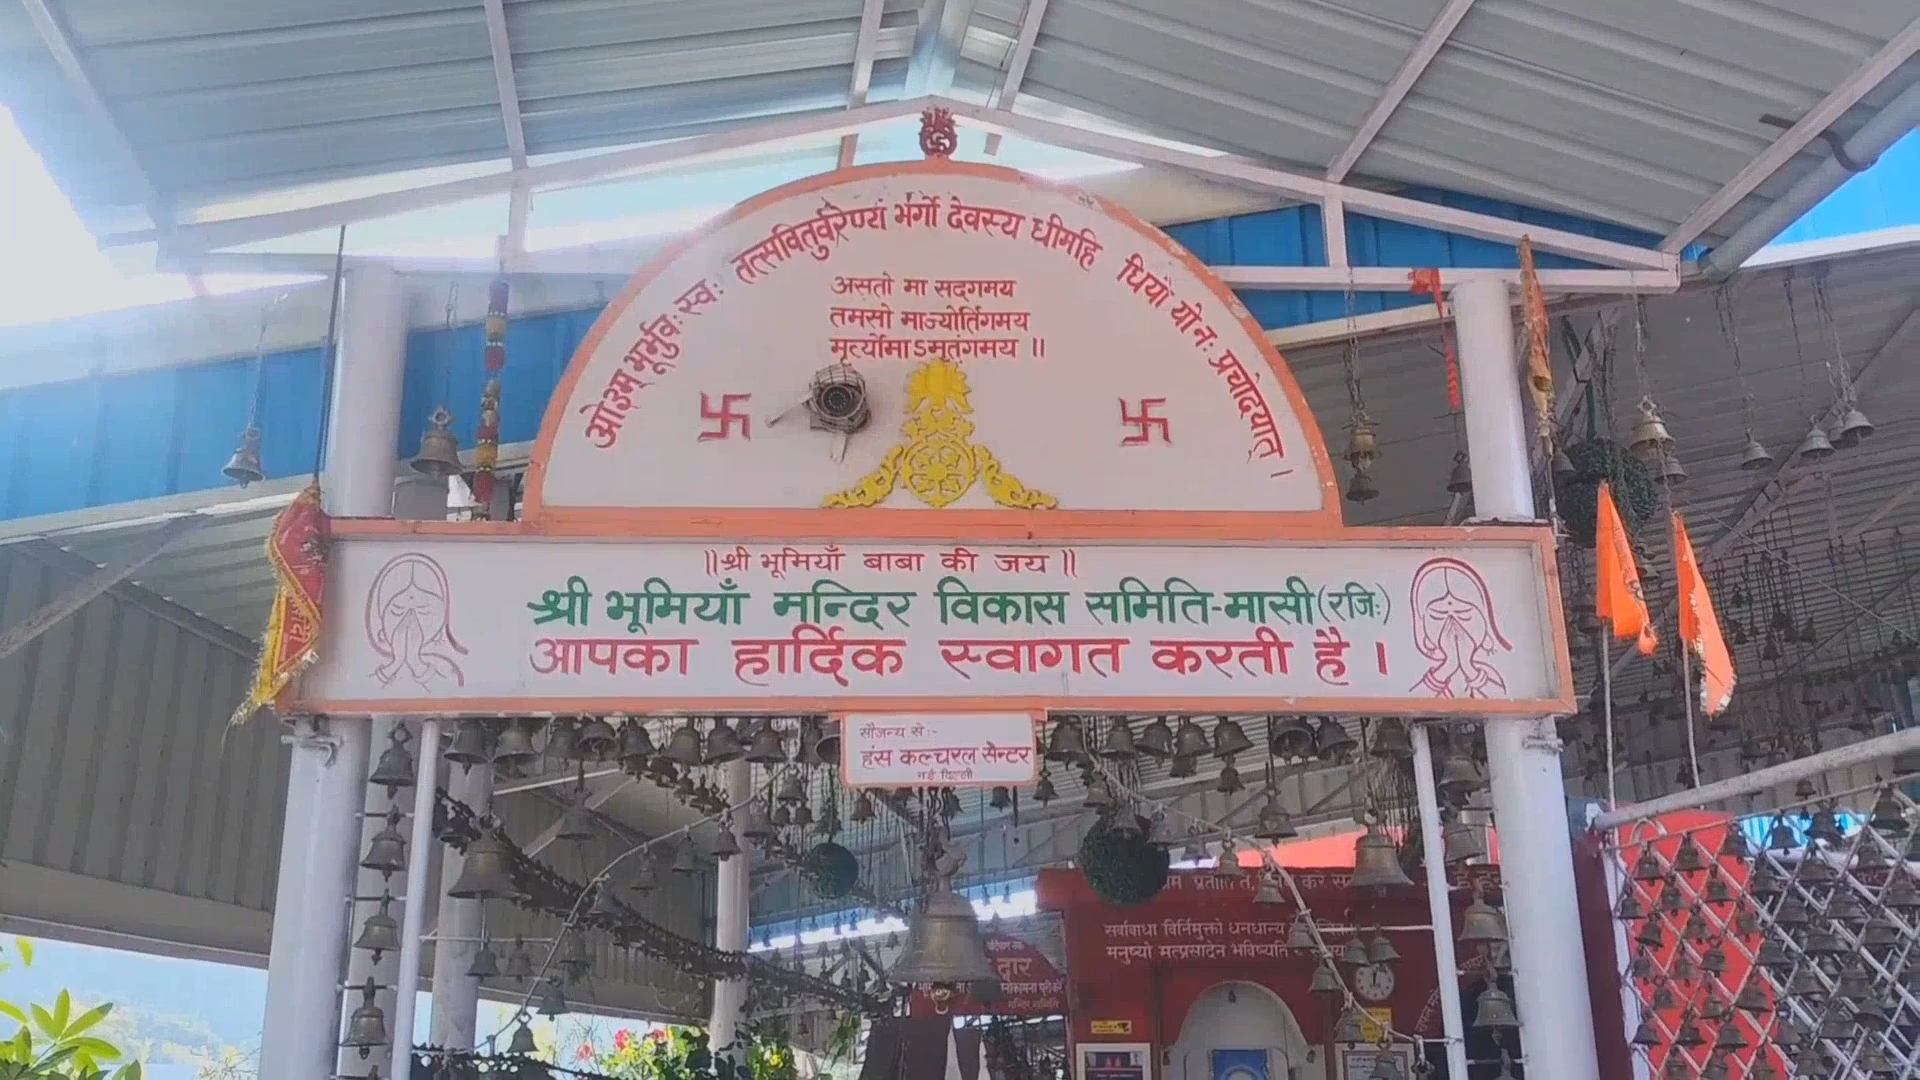 ओ३म् भूर्भुवः स्वः तत्सवितुर्वरेण्यं भर्गो देवस्य धीमहि धियो यो नः प्रचोदयात् ।
असतो मा सदगमय
तमसो माज्योर्तिगमय
मृर्त्योमाऽमृतंगमय ॥
॥श्री भूमियाँ बाबा की जय॥
श्री भूमियाँ मन्दिर विकास समिति-मासी(रजिः)
आपका हार्दिक स्वागत करती है ।
सौजन्य सेः-
हंस कल्चरल सेन्टर
नई दिल्ली
सर्वाबाधा विर्निमुक्तो धनधान्य
मनुष्यो मत्प्रसादेन भविष्यति
द्वार